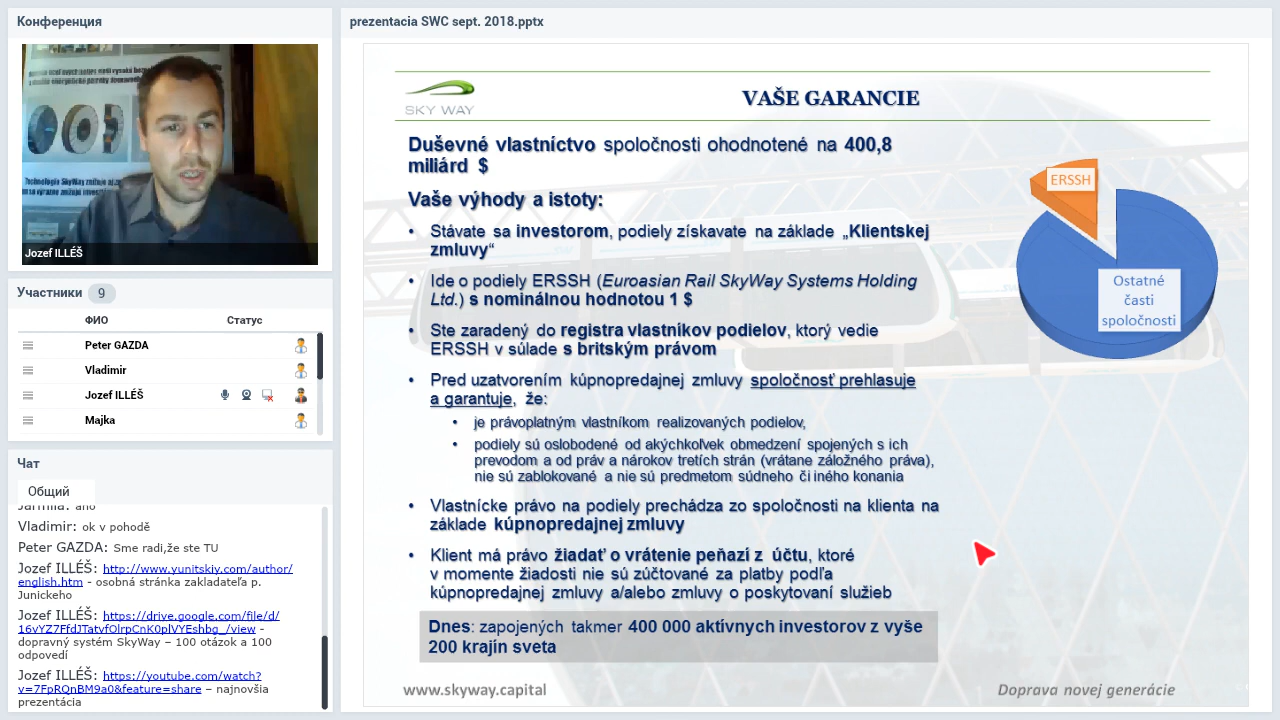 Конференция
Jozef ILLÉŠ
Участники 9
ФИО Статус
Peter GAZDA
Vladimir
Jozef ILLÉŠ
Majka
Чат
Общий
Jarmila: áno
Vladimir: ok v pohodě
Peter GAZDA: Sme radi,že ste TU
Jozef ILLÉŠ: http://www.yunitskiy.com/author/
english.htm - osobná stránka zakladateľa p.
Junickeho
Jozef ILLÉŠ: https://drive.google.com/file/d/
16vYZ7FfdJTatvfOlrpCnK0plVYEshbg_/view -
dopravný systém SkyWay – 100 otázok a 100
odpovedí
Jozef ILLÉŠ: https://youtube.com/watch?
v=7FpRQnBM9a0&feature=share – najnovšia
prezentácia
prezentacia SWC sept. 2018.pptx
SKY WAY
VAŠE GARANCIE
Duševné vlastníctvo spoločnosti ohodnotené na 400,8
miliárd $
Vaše výhody a istoty:
• Stávate sa investorom, podiely získavate na základe „Klientskej
zmluvy“
• Ide o podiely ERSSH (Euroasian Rail SkyWay Systems Holding
Ltd.) s nominálnou hodnotou 1 $
• Ste zaradený do registra vlastníkov podielov, ktorý vedie
ERSSH v súlade s britským právom
• Pred uzatvorením kúpnopredajnej zmluvy spoločnosť prehlasuje
a garantuje, že:
• je právoplatným vlastníkom realizovaných podielov,
• podiely sú oslobodené od akýchkoľvek obmedzení spojených s ich
prevodom a od práv a nárokov tretích strán (vrátane záložného práva),
nie sú zablokované a nie sú predmetom súdneho či iného konania
• Vlastnícke právo na podiely prechádza zo spoločnosti na klienta na
základe kúpnopredajnej zmluvy
• Klient má právo žiadať o vrátenie peňazí z účtu, ktoré
v momente žiadosti nie sú zúčtované za platby podľa
kúpnopredajnej zmluvy a/alebo zmluvy o poskytovaní služieb
Dnes: zapojených takmer 400 000 aktívnych investorov z vyše
200 krajín sveta
ERSSH
Ostatné
časti
spoločnosti
www.skyway.capital
Doprava novej generácie